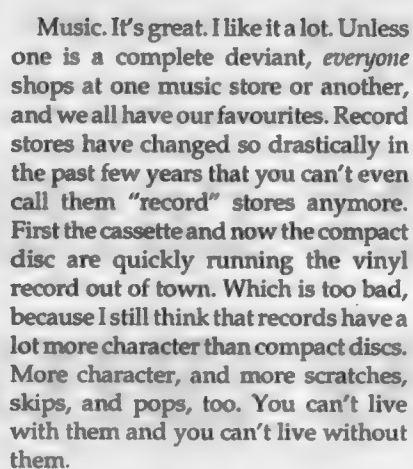 Music. It's great. I like it a lot. Unless
one is a complete deviant, everyone
shops at one music store or another,
and we all have our favourites. Record
stores have changed so drastically in
the past few years that you can't even
call them "record" stores anymore.
First the cassette and now the compact
disc are quickly running the vinyl
record out of town. Which is too bad,
because I still think that records have a
lot more character than compact discs.
More character, and more scratches,
skips, and pops, too. You can't live
with them and you can't live without
them.